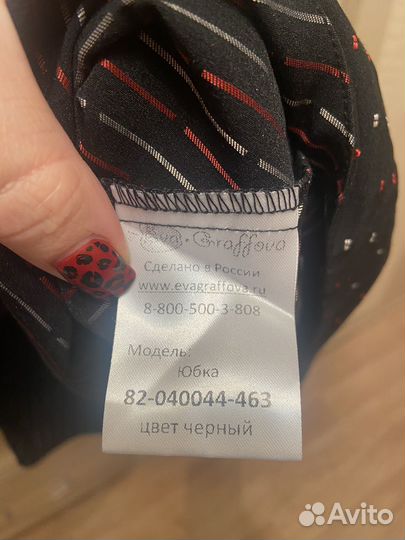 Eva·Graffova
Сделано в России
www.evagraffova.ru
8-800-500-3-808
Модель:
Юбка
82-040044-463
цвет черный
Avito